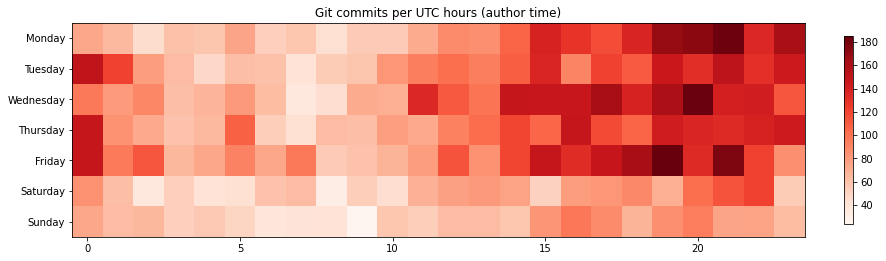 Git commits per UTC hours (author time)
Monday
Tuesday
Wednesday
Thursday
Friday
Saturday
Sunday
0 5 10 15 20
180
160
140
120
100
80
60
40